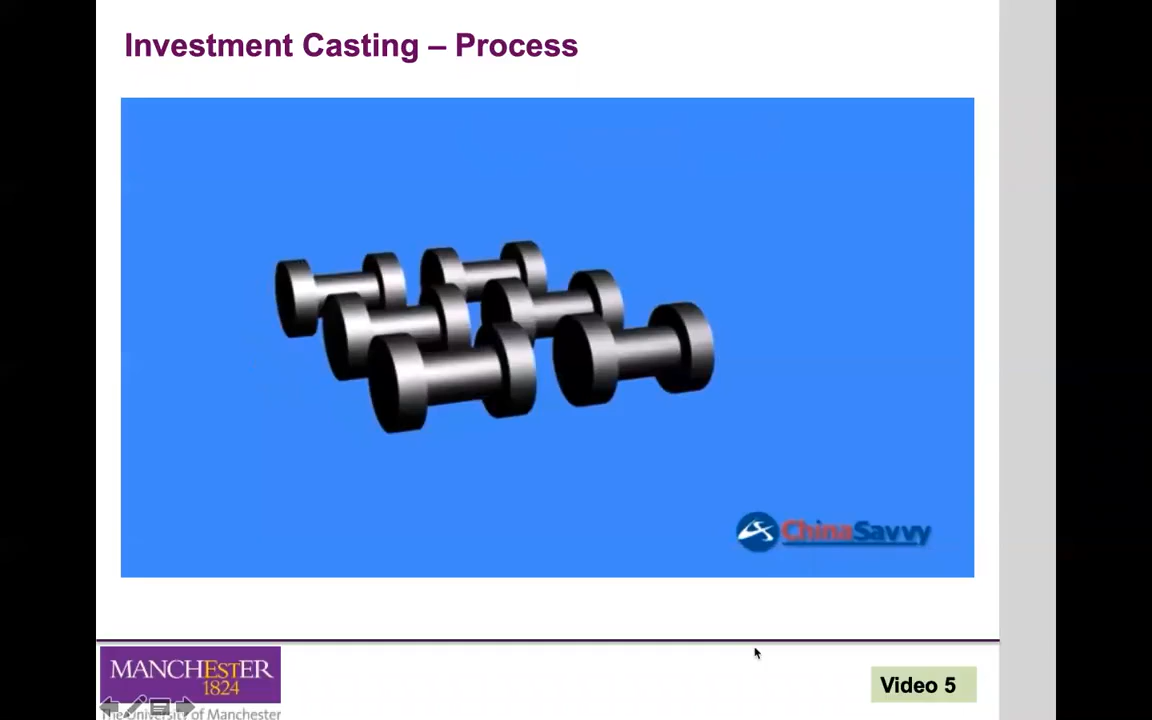 Investment Casting – Process
ChinaSavvy
MANCHESTER
1824
The University of Manchester
Video 5